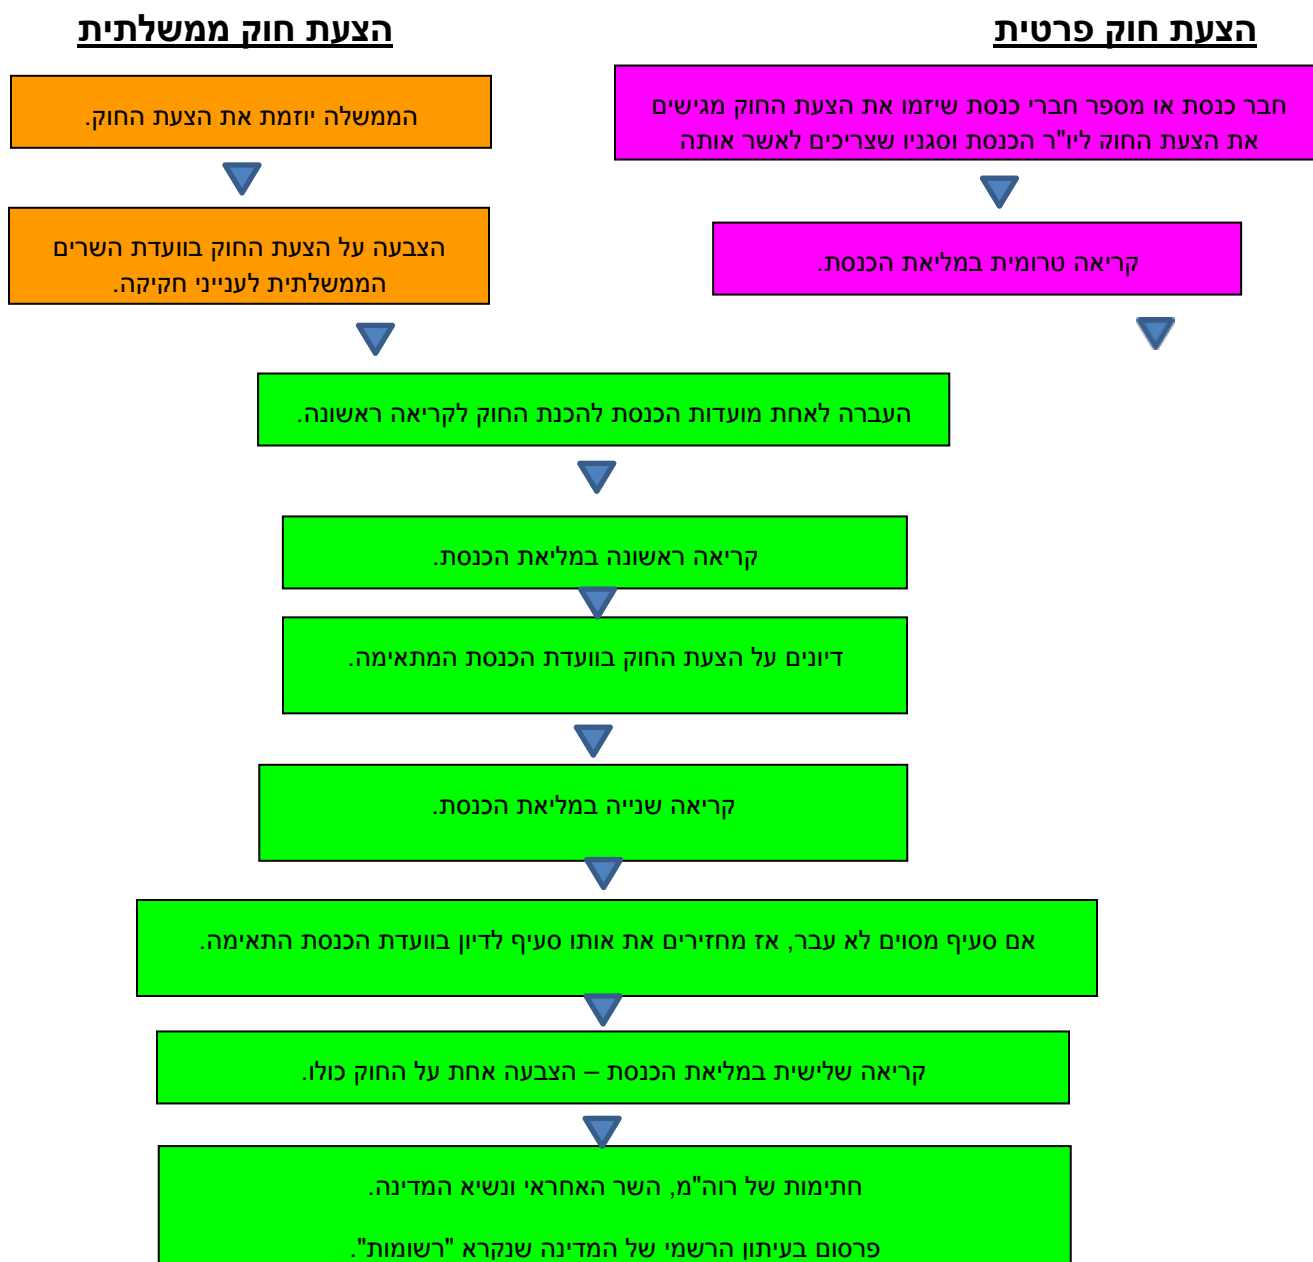 הצעת חוק פרטית
הצעת חוק ממשלתית
חבר כנסת או מספר חברי כנסת שיזמו את הצעת החוק מגישים
את הצעת החוק ליו"ר הכנסת וסגניו שצריכים לאשר אותה
הממשלה יוזמת את הצעת החוק.
קריאה טרומית במליאת הכנסת.
הצבעה על הצעת החוק בוועדת השרים
הממשלתית לענייני חקיקה.
העברה לאחת מועדות הכנסת להכנת החוק לקריאה ראשונה.
קריאה ראשונה במליאת הכנסת.
דיונים על הצעת החוק בוועדת הכנסת המתאימה.
קריאה שנייה במליאת הכנסת.
אם סעיף מסוים לא עבר, אז מחזירים את אותו סעיף לדיון בוועדת הכנסת התאימה.
קריאה שלישית במליאת הכנסת – הצבעה אחת על החוק כולו.
חתימות של רוה"מ, השר האחראי ונשיא המדינה.
פרסום בעיתון הרשמי של המדינה שנקרא "רשומות".